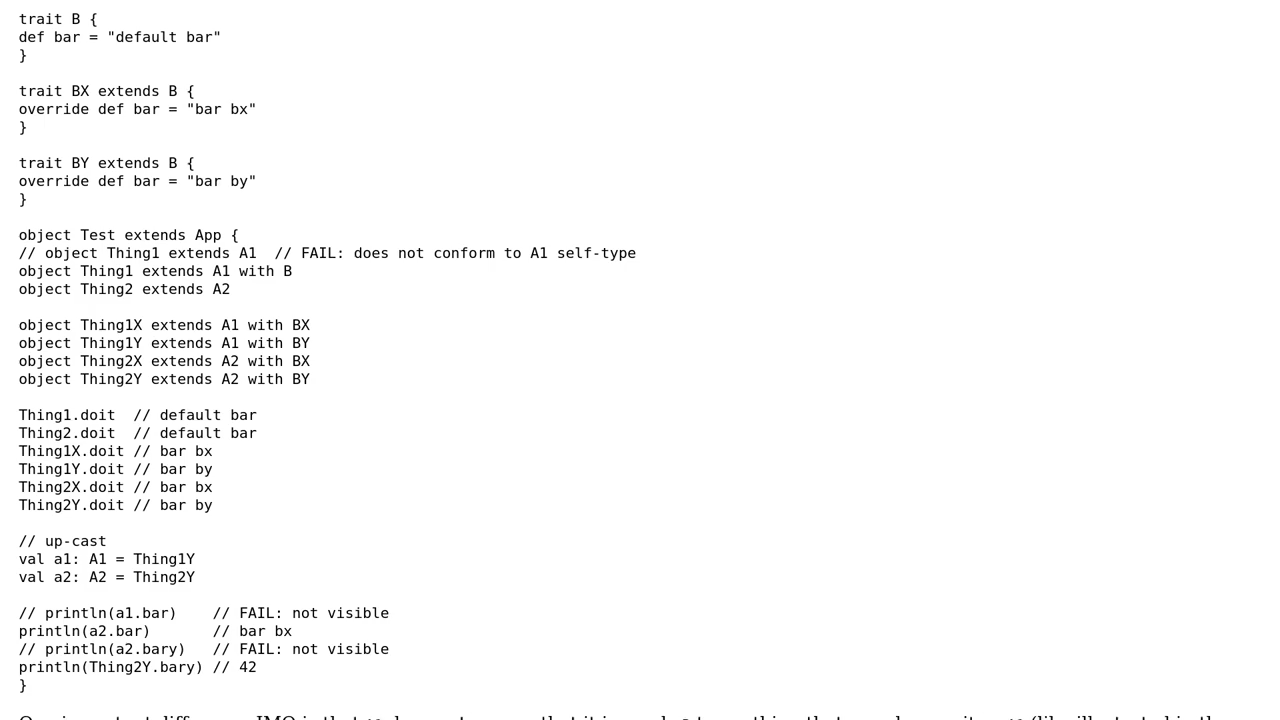 trait B {
def bar = "default bar"
}
trait BX extends B {
override def bar = "bar bx"
}
trait BY extends B {
override def bar = "bar by"
}
object Test extends App {
// object Thing1 extends A1  // FAIL: does not conform to A1 self-type
object Thing1 extends A1 with B
object Thing2 extends A2
object Thing1X extends A1 with BX
object Thing1Y extends A1 with BY
object Thing2X extends A2 with BX
object Thing2Y extends A2 with BY
Thing1.doit  // default bar
Thing2.doit  // default bar
Thing1X.doit // bar bx
Thing1Y.doit // bar by
Thing2X.doit // bar bx
Thing2Y.doit // bar by
// up-cast
val a1: A1 = Thing1Y
val a2: A2 = Thing2Y
// println(a1.bar)    // FAIL: not visible
println(a2.bar)       // bar bx
// println(a2.bary)   // FAIL: not visible
println(Thing2Y.bary) // 42
}